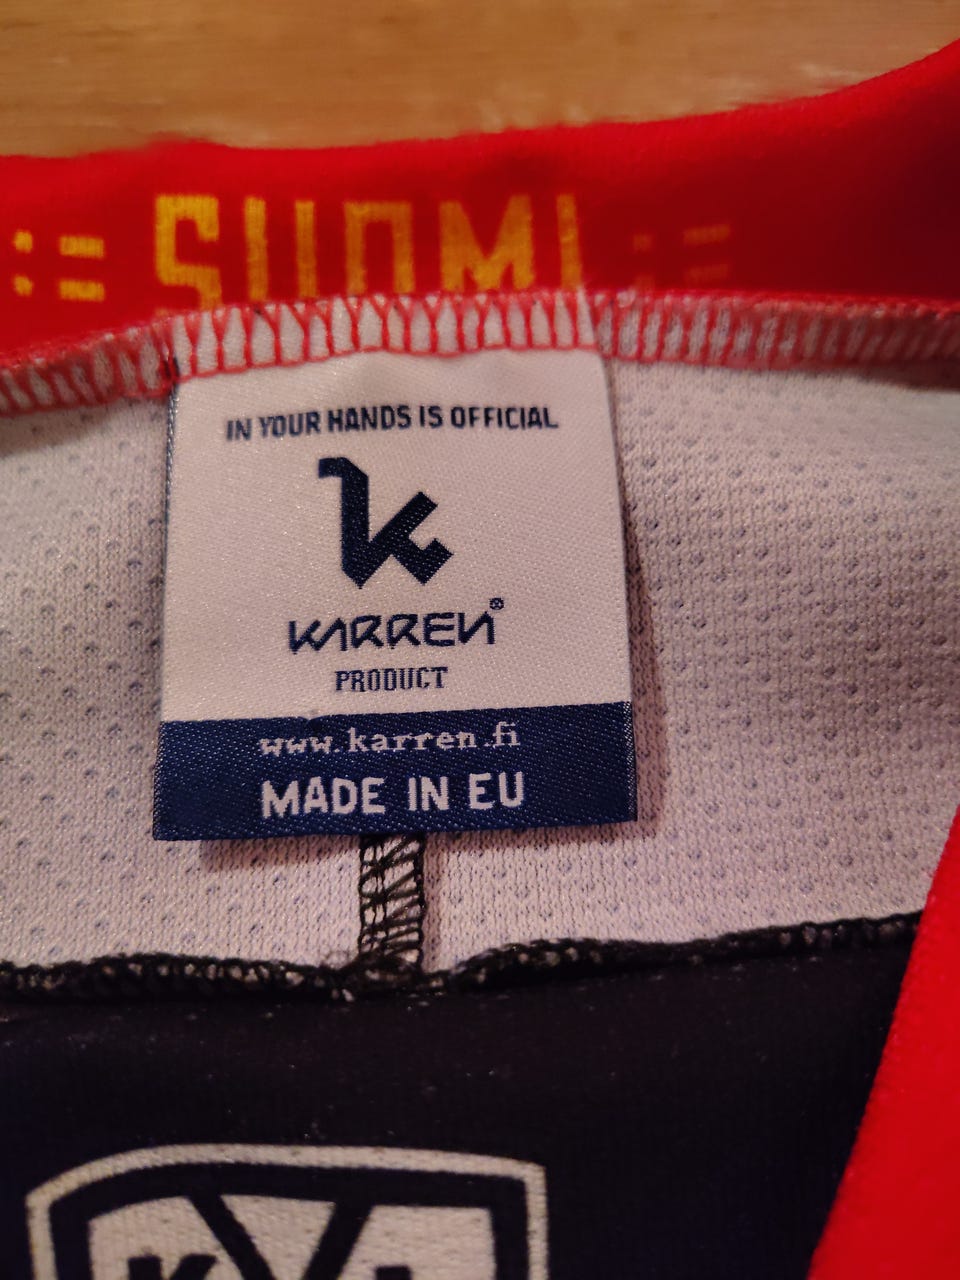 SUOMI
IN YOUR HANDS IS OFFICIAL
k
KARREN®
PRODUCT
www.karren.fi
MADE IN EU